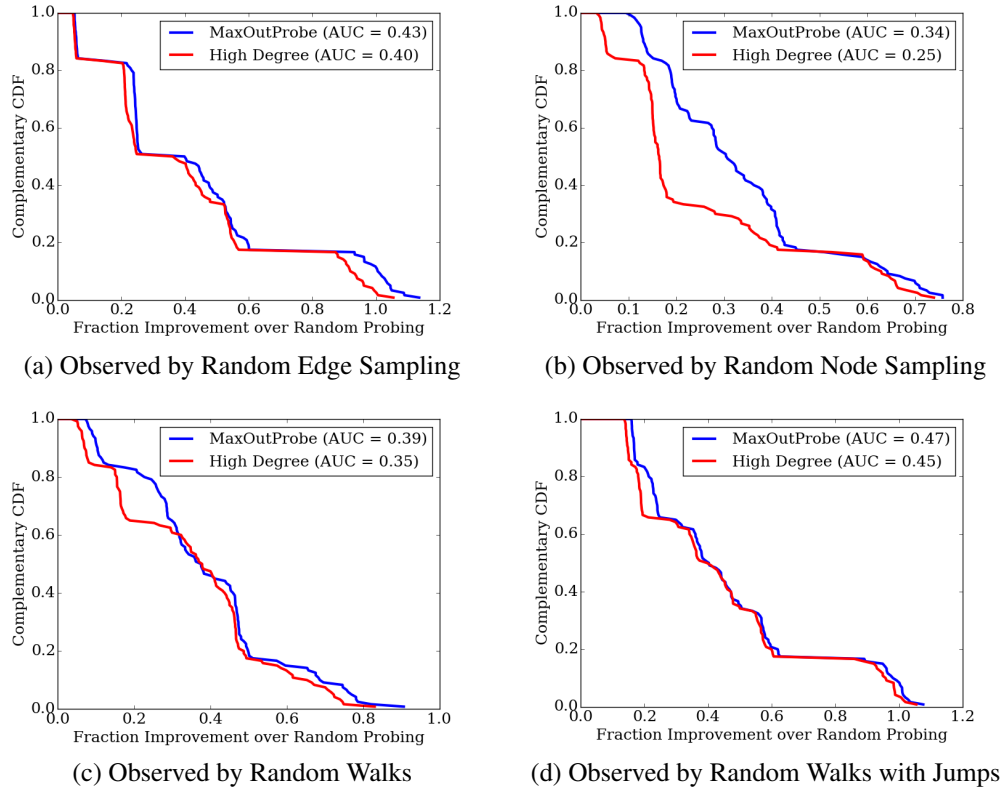 MaxOutProbe (AUC = 0.43)
High Degree (AUC = 0.40)
Complementary CDF
1.0
0.8
0.6
0.4
0.2
0.0
0.0 0.2 0.4 0.6 0.8 1.0 1.2
Fraction Improvement over Random Probing
(a) Observed by Random Edge Sampling
MaxOutProbe (AUC = 0.34)
High Degree (AUC = 0.25)
Complementary CDF
1.0
0.8
0.6
0.4
0.2
0.0
0.0 0.1 0.2 0.3 0.4 0.5 0.6 0.7 0.8
Fraction Improvement over Random Probing
(b) Observed by Random Node Sampling
MaxOutProbe (AUC = 0.39)
High Degree (AUC = 0.35)
Complementary CDF
1.0
0.8
0.6
0.4
0.2
0.0
0.0 0.2 0.4 0.6 0.8 1.0
Fraction Improvement over Random Probing
(c) Observed by Random Walks
MaxOutProbe (AUC = 0.47)
High Degree (AUC = 0.45)
Complementary CDF
1.0
0.8
0.6
0.4
0.2
0.0
0.0 0.2 0.4 0.6 0.8 1.0 1.2
Fraction Improvement over Random Probing
(d) Observed by Random Walks with Jumps